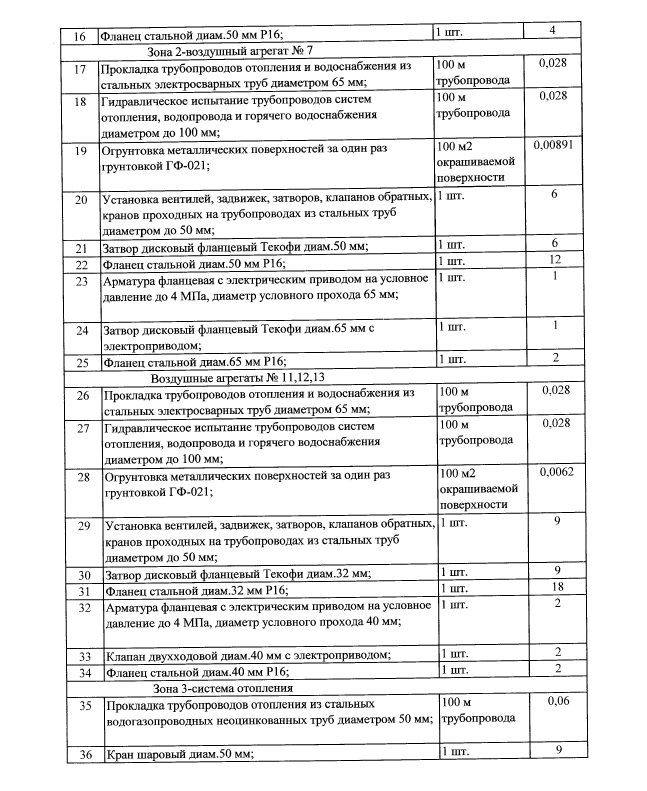 16 Фланец стальной диам.50 мм Р16; 1 шт. 4
Зона 2-воздушный агрегат № 7
17 Прокладка трубопроводов отопления и водоснабжения из 100 м 0,028
стальных электросварных труб диаметром 65 мм; трубопровода
18 Гидравлическое испытание трубопроводов систем 100 м 0,028
отопления, водопровода и горячего водоснабжения трубопровода
диаметром до 100 мм;
19 Огрунтовка металлических поверхностей за один раз 100 м2 0,00891
грунтовкой ГФ-021; окрашиваемой
поверхности
20 Установка вентилей, задвижек, затворов, клапанов обратных, 1 шт. 6
кранов проходных на трубопроводах из стальных труб
диаметром до 50 мм;
21 Затвор дисковый фланцевый Текофи диам.50 мм; 1 шт. 6
22 Фланец стальной диам.50 мм Р16; 1 шт. 12
23 Арматура фланцевая с электрическим приводом на условное 1 шт. 1
давление до 4 МПа, диаметр условного прохода 65 мм;
24 Затвор дисковый фланцевый Текофи диам.65 мм с 1 шт. 1
электроприводом;
25 Фланец стальной диам.65 мм Р16; 1 шт. 2
Воздушные агрегаты № 11,12,13
26 Прокладка трубопроводов отопления и водоснабжения из 100 м 0,028
стальных электросварных труб диаметром 65 мм; трубопровода
27 Гидравлическое испытание трубопроводов систем 100 м 0,028
отопления, водопровода и горячего водоснабжения трубопровода
диаметром до 100 мм;
28 Огрунтовка металлических поверхностей за один раз 100 м2 0,0062
грунтовкой ГФ-021; окрашиваемой
поверхности
29 Установка вентилей, задвижек, затворов, клапанов обратных, 1 шт. 9
кранов проходных на трубопроводах из стальных труб
диаметром до 50 мм;
30 Затвор дисковый фланцевый Текофи диам.32 мм; 1 шт. 9
31 Фланец стальной диам.32 мм Р16; 1 шт. 18
32 Арматура фланцевая с электрическим приводом на условное 1 шт. 2
давление до 4 МПа, диаметр условного прохода 40 мм;
33 Клапан двухходовой диам.40 мм с электроприводом; 1 шт. 2
34 Фланец стальной диам.40 мм Р16; 1 шт. 2
Зона 3-система отопления
35 Прокладка трубопроводов отопления из стальных 100 м 0,06
водогазопроводных неоцинкованных труб диаметром 50 мм; трубопровода
36 Кран шаровый диам.50 мм; 1 шт. 9